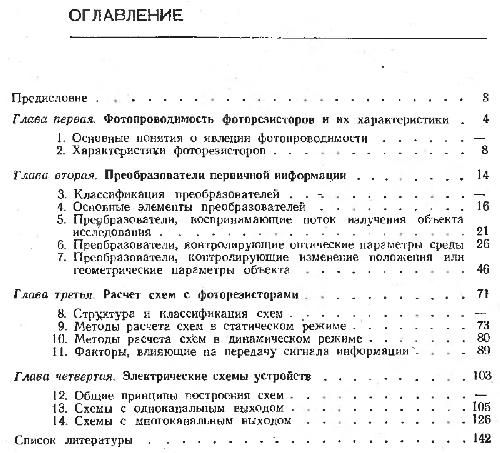 ОГЛАВЛЕНИЕ
Предисловие . . . . . . . . . . . . . . . . . . . . 3
Глава первая. Фотопроводимость фоторезисторов и их характеристики . 4
1. Основные понятия о явлении фотопроводимости . . . . . —
2. Характеристики фоторезисторов . . . . . . . . . . . 8
Глава вторая. Преобразователи первичной информации . . . . . . 14
3. Классификация преобразователей . . . . . . . . . . —
4. Основные элементы преобразователей . . . . . . . . . 16
5. Преобразователи, воспринимающие поток излучения объекта
исследования . . . . . . . . . . . . . . . . . . 21
6. Преобразователи, контролирующие оптические параметры среды 26
7. Преобразователи, контролирующие изменение положения или
геометрические параметры объекта . . . . . . . . . . 46
Глава третья. Расчет схем с фоторезисторами . . . . . . . . . 71
8. Структура и классификация схем . . . . . . . . . . —
9. Методы расчета схем в статическом режиме . . . . . . . 73
10. Методы расчета схем в динамическом режиме . . . . . . 80
11. Факторы, влияющие на передачу сигнала информации . . . . 89
Глава четвертая. Электрические схемы устройств . . . . . . . . 103
12. Общие принципы построения схем . . . . . . . . . . —
13. Схемы с одноканальным выходом . . . . . . . . . . 105
14. Схемы с многоканальным выходом . . . . . . . . . . 126
Список литературы . . . . . . . . . . . . . . . . . 142